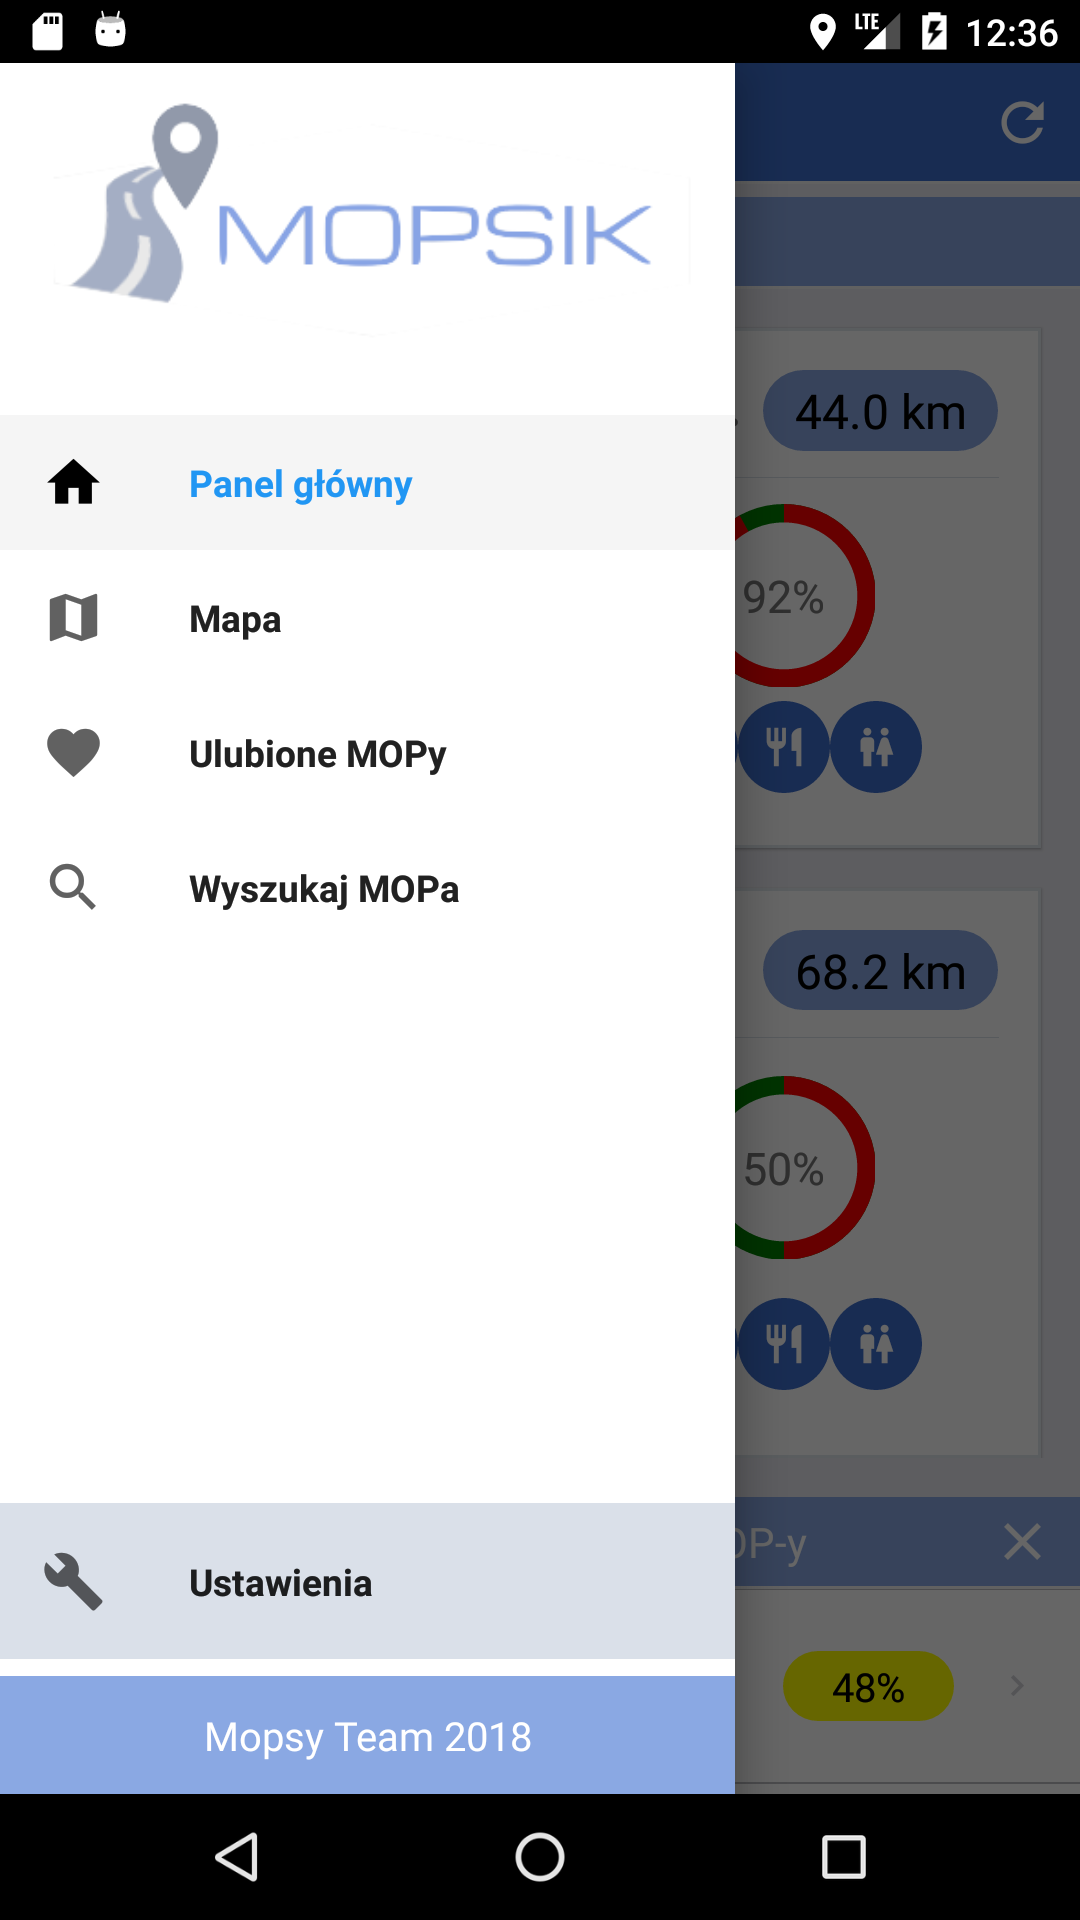 LTE 12:36
MOPSIK
44.0 km
Panel główny
92%
Mapa
Ulubione MOPy
Wyszukaj MOPa
68.2 km
50%
OP-y
Ustawienia
48%
Mopsy Team 2018